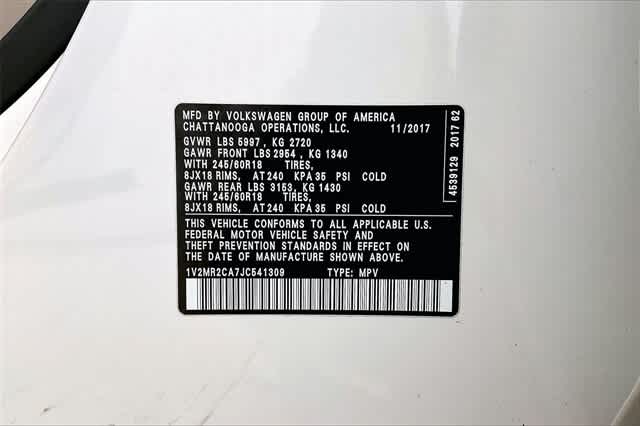 MFD BY VOLKSWAGEN GROUP OF AMERICA
CHATTANOOGA OPERATIONS, LLC. 11/2017
GVWR LBS 5997 , KG 2720
GAWR FRONT LBS 2954 , KG 1340
WITH 245/60R18 TIRES,
8JX18 RIMS, AT 240 KPA 35 PSI COLD
GAWR REAR LBS 3153, KG 1430
WITH 245/60R18 TIRES,
8JX18 RIMS, AT 240 KPA 35 PSI COLD
THIS VEHICLE CONFORMS TO ALL APPLICABLE U.S.
FEDERAL MOTOR VEHICLE SAFETY AND
THEFT PREVENTION STANDARDS IN EFFECT ON
THE DATE OF MANUFACTURE SHOWN ABOVE.
1V2MR2CA7JC541309 TYPE: MPV
4539129 2017 62